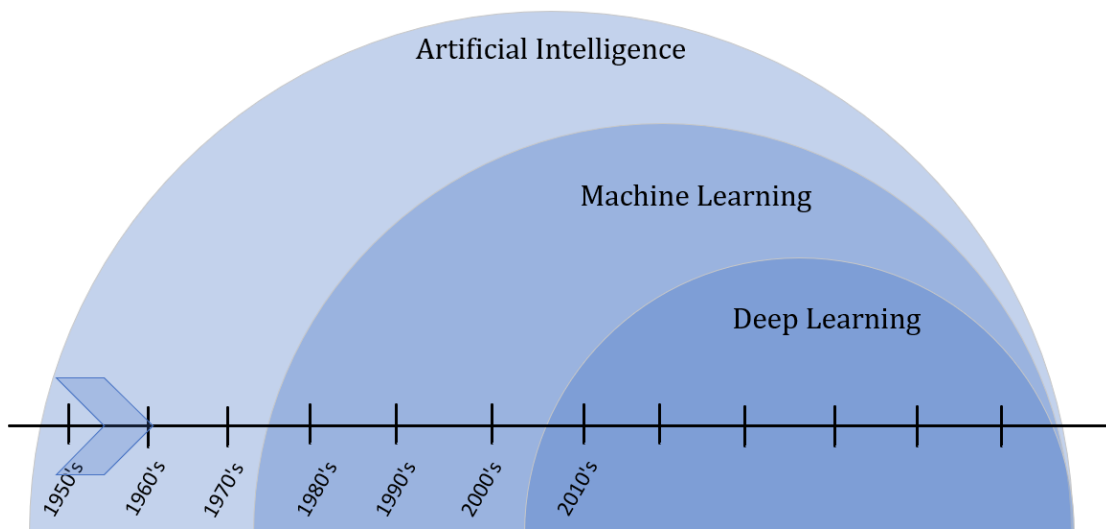 Artificial Intelligence
Machine Learning
Deep Learning
1950's
1960's
1970's
1980's
1990's
2000's
2010's